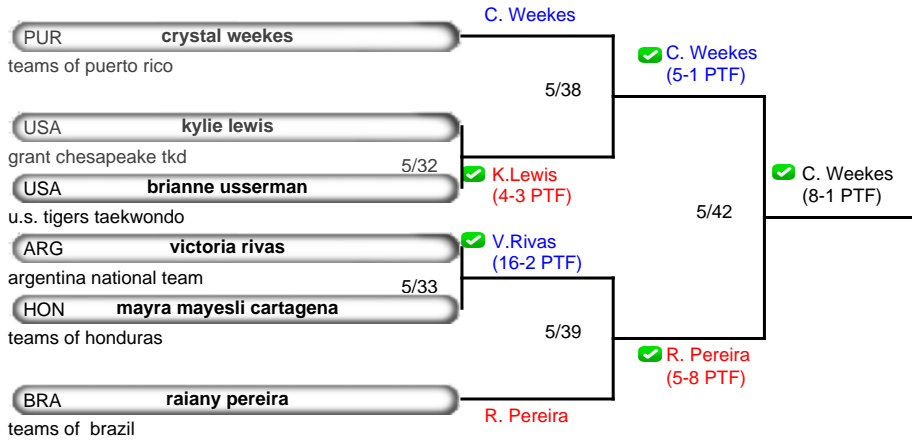 C. Weekes
PUR crystal weekes
teams of puerto rico
C. Weekes
(5-1 PTF)
5/38
USA kylie lewis
grant chesapeake tkd
5/32
K.Lewis
(4-3 PTF)
USA brianne usserman
u.s. tigers taekwondo
C. Weekes
(8-1 PTF)
5/42
ARG victoria rivas
argentina national team
V.Rivas
(16-2 PTF)
5/33
HON mayra mayesli cartagena
teams of honduras
5/39
R. Pereira
(5-8 PTF)
BRA raiany pereira
teams of  brazil
R. Pereira